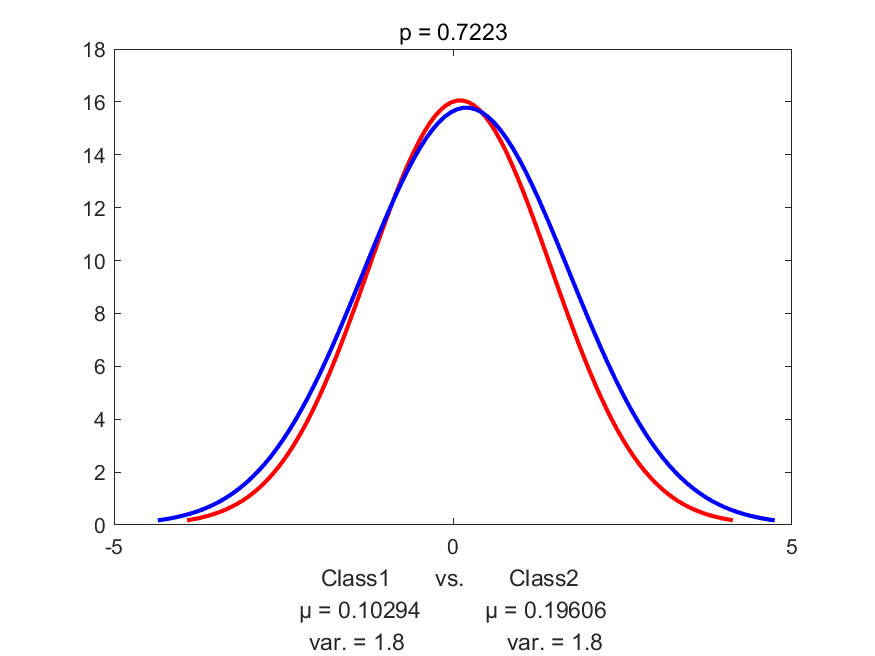 p = 0.7223
18
16
14
12
10
8
6
4
2
0
-5 0 5
Class1 vs. Class2
µ = 0.10294 µ = 0.19606
var. = 1.8 var. = 1.8